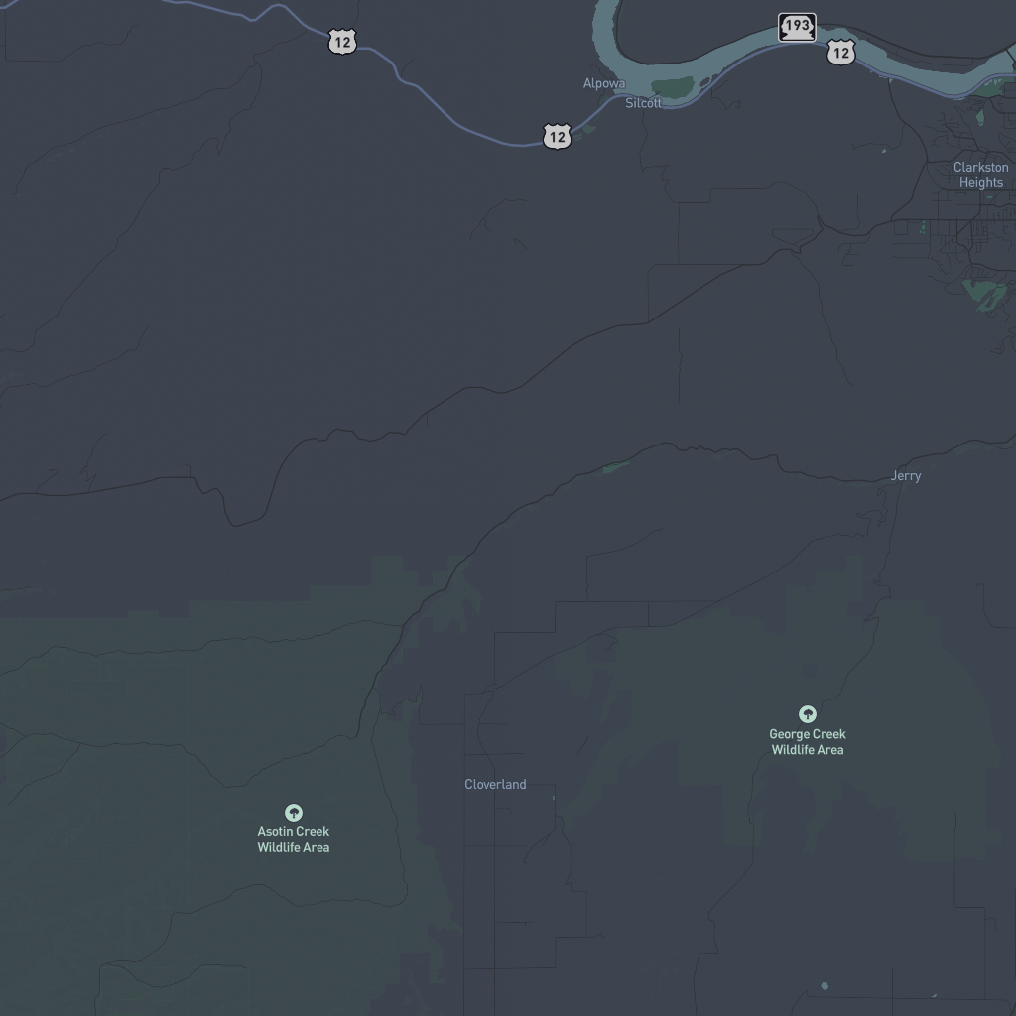 193
12
12
Alpowa
Silcott
12
Clarkston
Heights
Jerry
George Creek
Wildlife Area
Cloverland
Asotin Creek
Wildlife Area